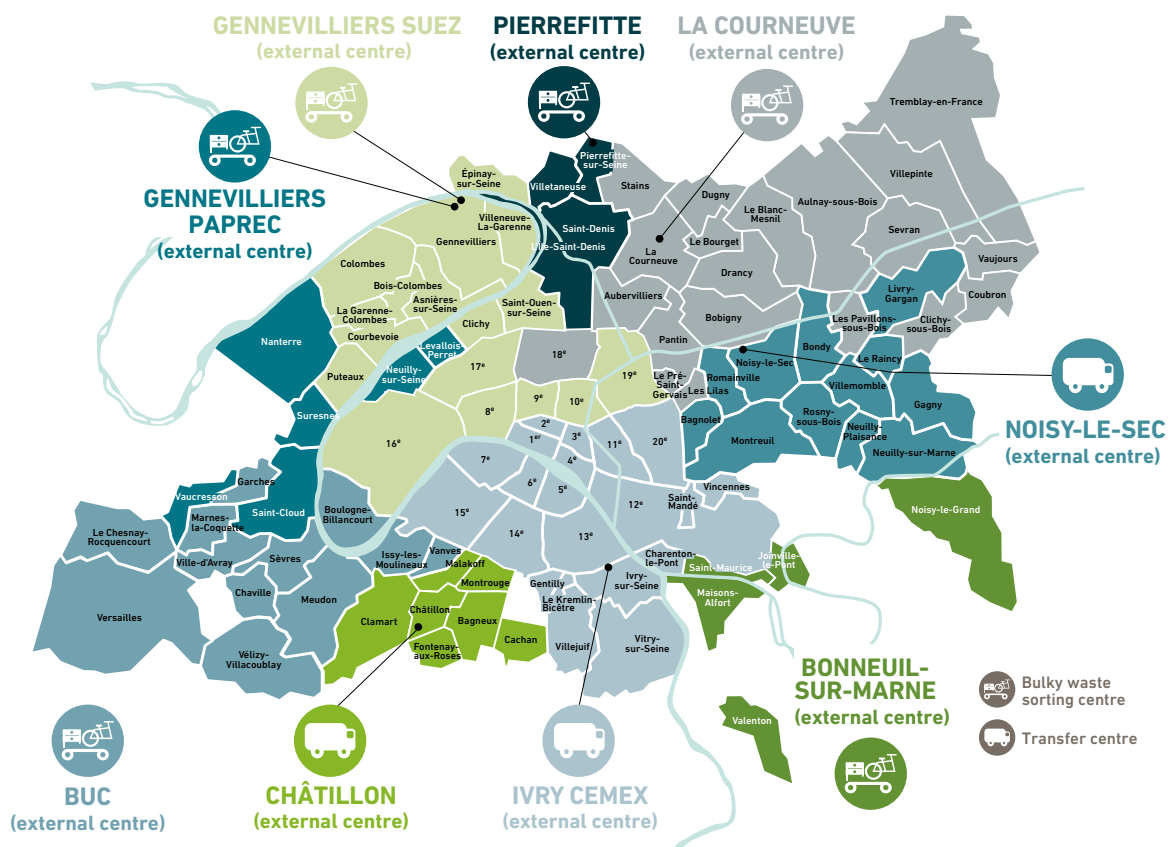 GENNEVILLIERS SUEZ
(external centre)
PIERREFITTE
(external centre)
LA COURNEUVE
(external centre)
GENNEVILLIERS
PAPREC
(external centre)
Tremblay-en-France
Épinay-
sur-Seine
Villetaneuse
Pierrefitte-
sur-Seine
Stains
Dugny
Le Blanc-
Mesnil
Aulnay-sous-Bois
Villepinte
Sevran
Vaujours
Coubron
Villeneuve-
La-Garenne
Gennevilliers
Saint-Denis
L'Île-Saint-Denis
La
Courneuve
Le Bourget
Drancy
Colombes
Bois-Colombes
Asnières-
sur-Seine
La Garenne-
Colombes
Courbevoie
Clichy
Saint-Ouen-
sur-Seine
Aubervilliers
Bobigny
Pantin
Livry-
Gargan
Les Pavillons-
sous-Bois
Clichy-
sous-Bois
Nanterre
Levallois-
Perret
Neuilly-
sur-Seine
Puteaux
Suresnes
17e
18e
19e
Le Pré-
Saint-
Gervais
Les Lilas
Romainville
Noisy-le-Sec
Bondy
Le Raincy
Villemomble
Gagny
8e
9e
10e
16e
2e
1er
3e
4e
11e
20e
Bagnolet
Montreuil
Rosny-
sous-Bois
Neuilly-
Plaisance
Neuilly-sur-Marne
NOISY-LE-SEC
(external centre)
7e
6e
5e
12e
Saint-
Mandé
Vincennes
Noisy-le-Grand
Garches
Vaucresson
Marnes-
la-Coquette
Saint-Cloud
Boulogne-
Billancourt
15e
14e
13e
Le Chesnay-
Rocquencourt
Ville-d'Avray
Sèvres
Chaville
Meudon
Issy-les-
Moulineaux
Vanves
Malakoff
Montrouge
Charenton-
le-Pont
Saint-Maurice
Joinville-
le-Pont
Maisons-
Alfort
Gentilly
Le Kremlin-
Bicêtre
Ivry-
sur-Seine
Versailles
Vélizy-
Villacoublay
Clamart
Châtillon
Bagneux
Fontenay-
aux-Roses
Cachan
Villejuif
Vitry-
sur-Seine
Valenton
BONNEUIL-
SUR-MARNE
(external centre)
Bulky waste
sorting centre
Transfer centre
BUC
(external centre)
CHÂTILLON
(external centre)
IVRY CEMEX
(external centre)